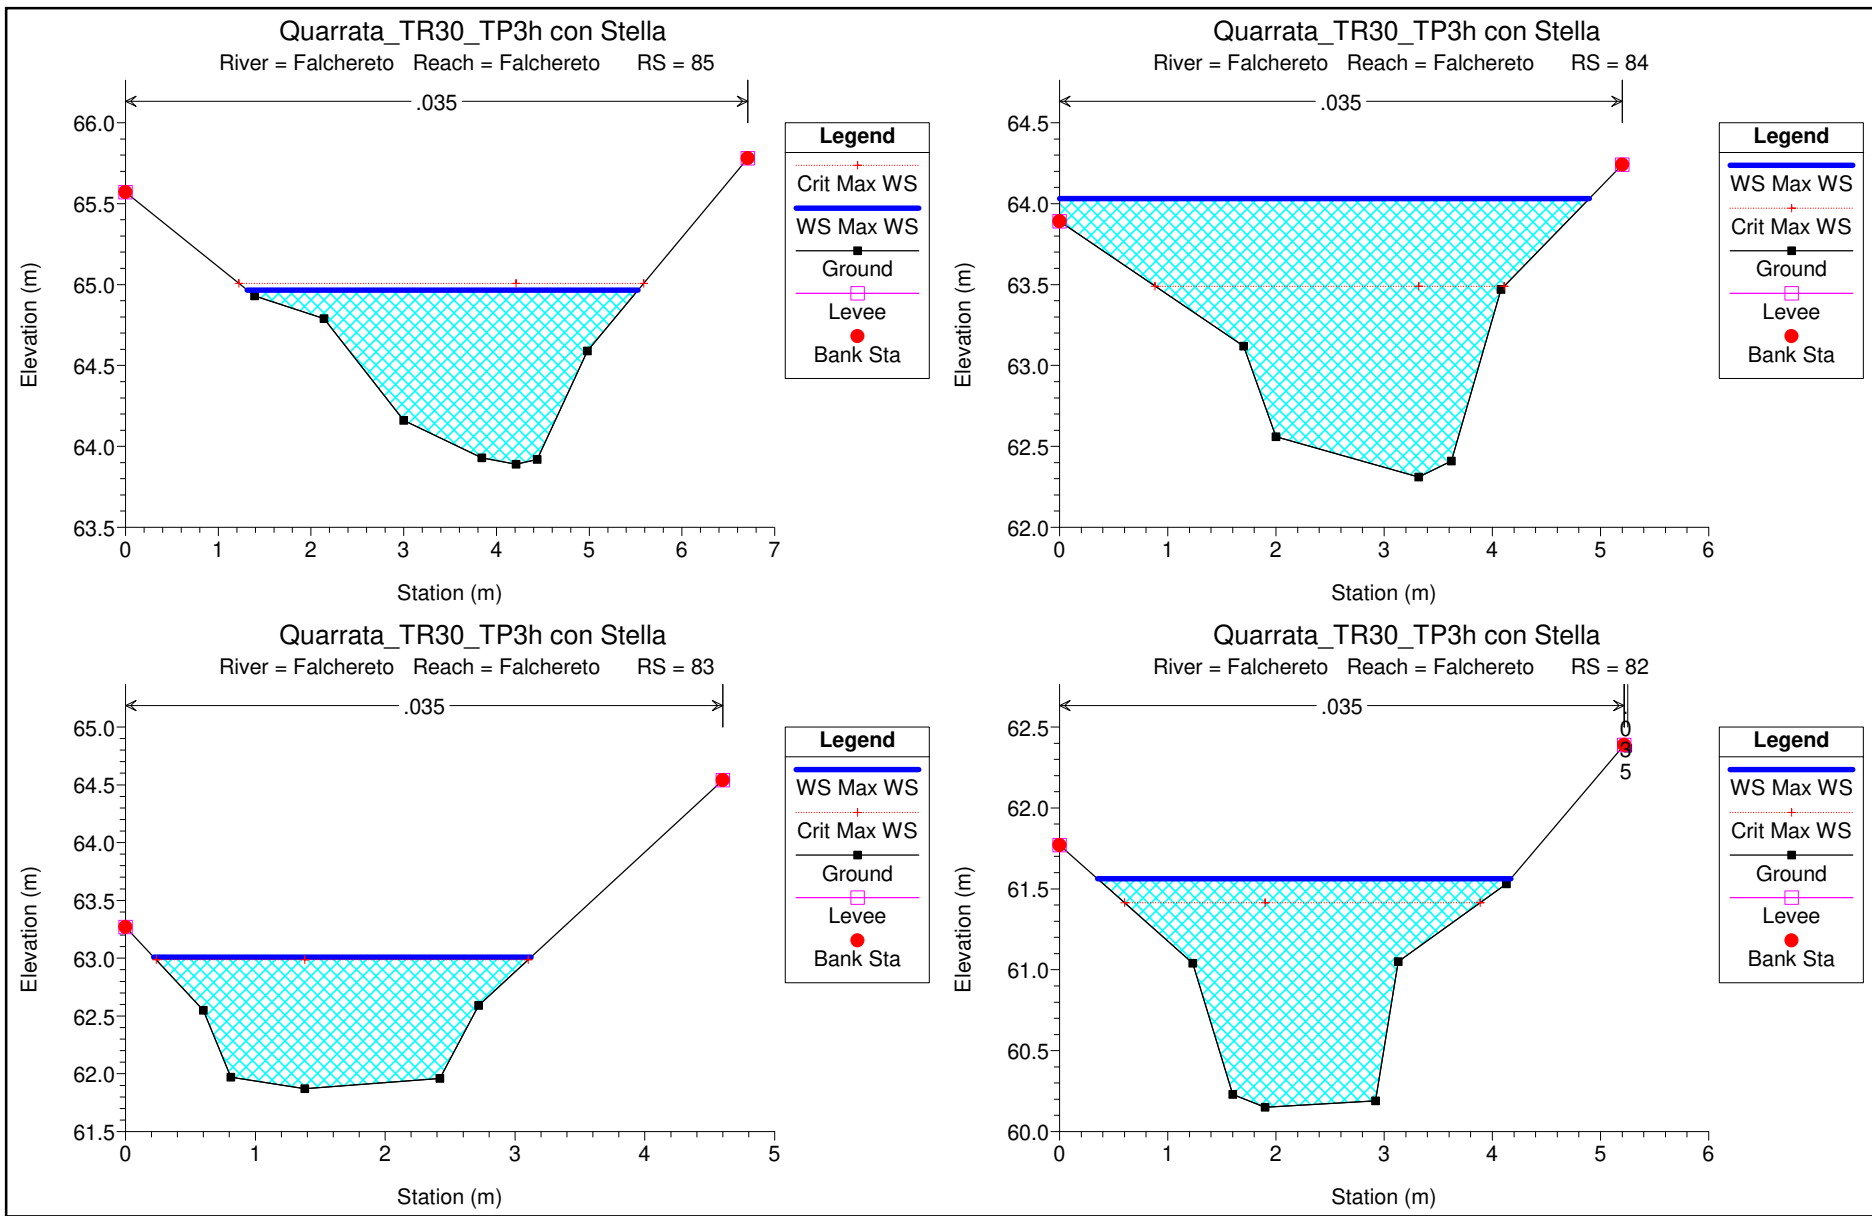 Quarrata_TR30_TP3h con Stella
River = Falchereto Reach = Falchereto RS = 85
.035
66.0
65.5
65.0
64.5
64.0
63.5
Elevation (m)
0 1 2 3 4 5 6 7
Station (m)
Legend
Crit Max WS
WS Max WS
Ground
Levee
Bank Sta
Quarrata_TR30_TP3h con Stella
River = Falchereto Reach = Falchereto RS = 84
.035
64.5
64.0
63.5
63.0
62.5
62.0
Elevation (m)
0 1 2 3 4 5 6
Station (m)
Legend
WS Max WS
Crit Max WS
Ground
Levee
Bank Sta
Quarrata_TR30_TP3h con Stella
River = Falchereto Reach = Falchereto RS = 83
.035
65.0
64.5
64.0
63.5
63.0
62.5
62.0
61.5
Elevation (m)
0 1 2 3 4 5
Station (m)
Legend
WS Max WS
Crit Max WS
Ground
Levee
Bank Sta
Quarrata_TR30_TP3h con Stella
River = Falchereto Reach = Falchereto RS = 82
.035
.
0
3
5
62.5
62.0
61.5
61.0
60.5
60.0
Elevation (m)
0 1 2 3 4 5 6
Station (m)
Legend
WS Max WS
Crit Max WS
Ground
Levee
Bank Sta